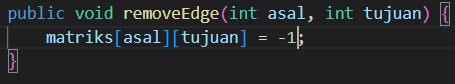 public void removeEdge(int asal, int tujuan) {
    matriks[asal][tujuan] = -1;
}